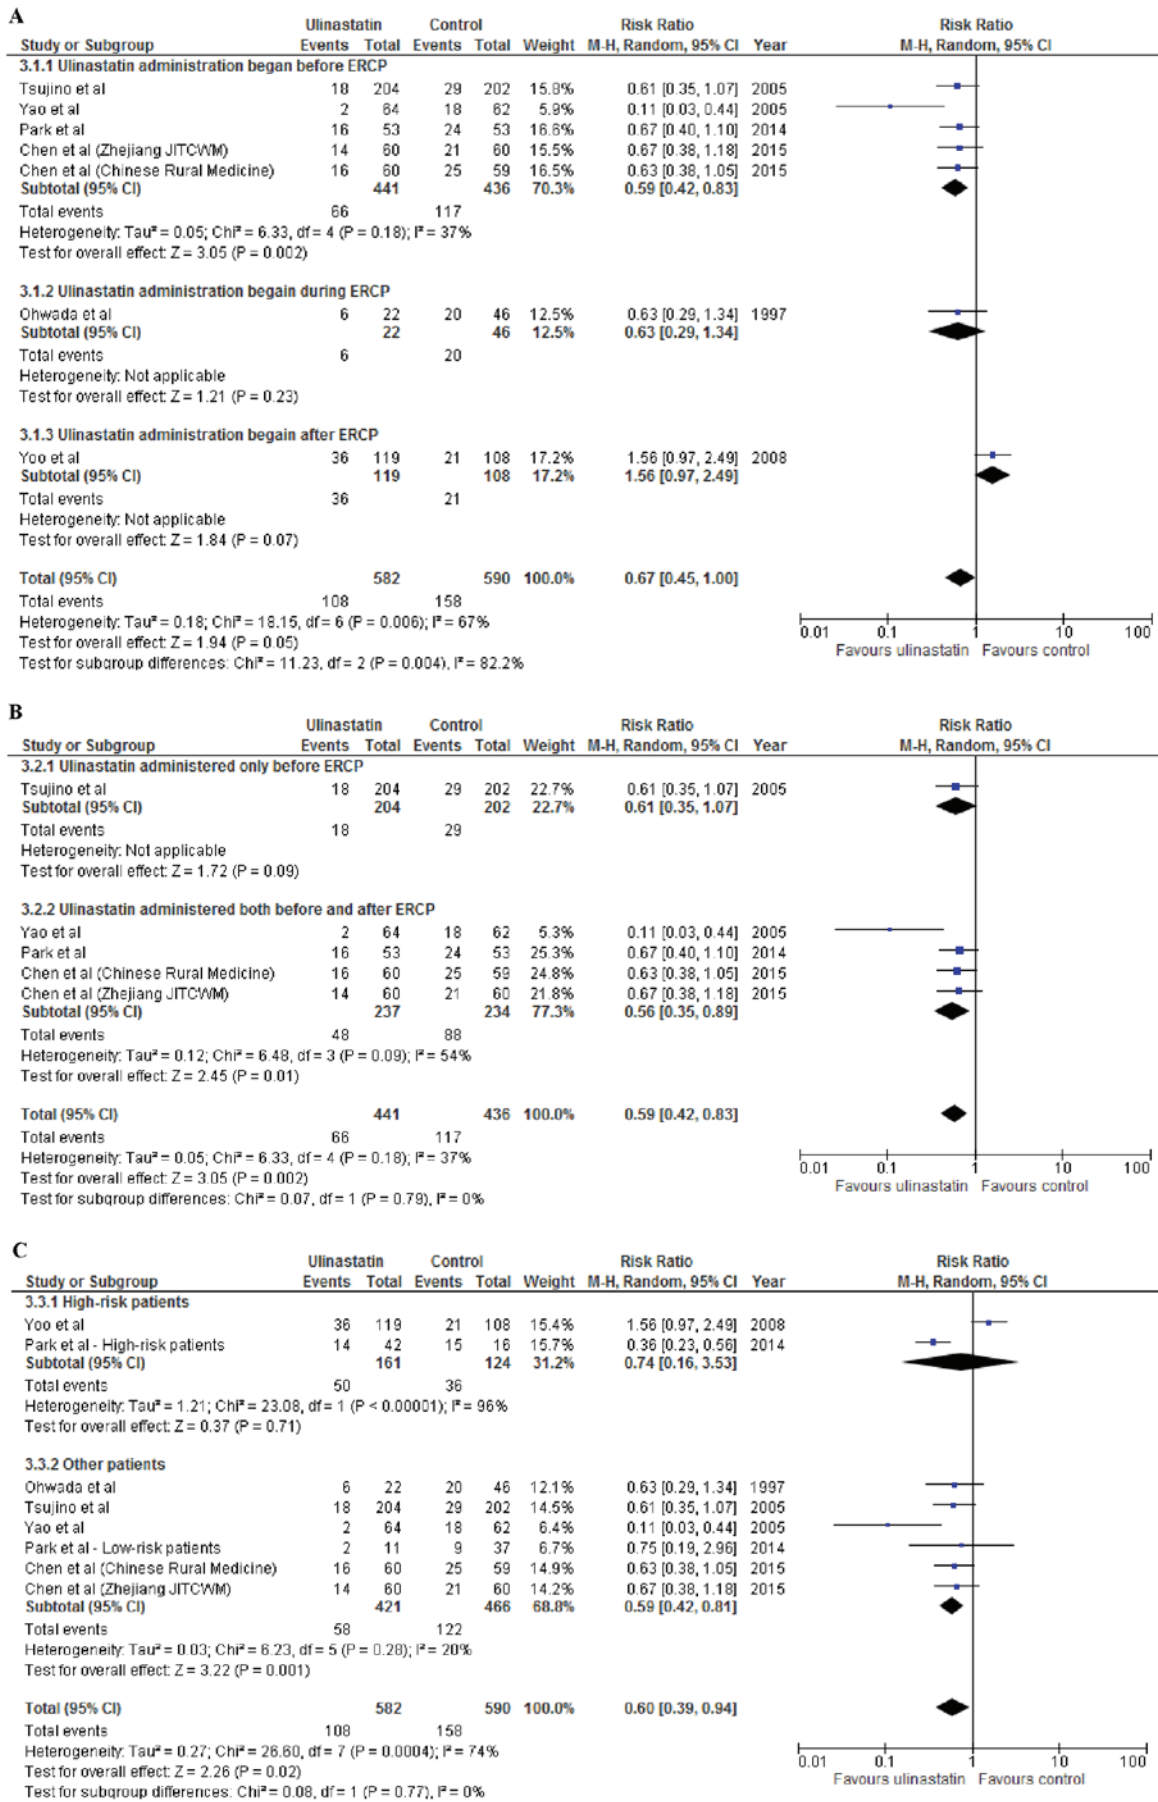 A
Ulinastatin Control Risk Ratio Risk Ratio
Study or Subgroup Events Total Events Total Weight M-H, Random, 95% CI Year M-H, Random, 95% CI
3.1.1 Ulinastatin administration began before ERCP
Tsujino et al 18 204 29 202 15.8% 0.61 [0.35, 1.07] 2005
Yao et al 2 64 18 62 5.9% 0.11 [0.03, 0.44] 2005
Park et al 16 53 24 53 16.6% 0.67 [0.40, 1.10] 2014
Chen et al (Zhejiang JITCWM) 14 60 21 60 15.5% 0.67 [0.38, 1.18] 2015
Chen et al (Chinese Rural Medicine) 16 60 25 59 16.5% 0.63 [0.38, 1.05] 2015
Subtotal (95% CI) 441 436 70.3% 0.59 [0.42, 0.83]
Total events 66 117
Heterogeneity: Tau² = 0.05; Chi² = 6.33, df = 4 (P = 0.18); I² = 37%
Test for overall effect: Z = 3.05 (P = 0.002)
3.1.2 Ulinastatin administration begain during ERCP
Ohwada et al 6 22 20 46 12.5% 0.63 [0.29, 1.34] 1997
Subtotal (95% CI) 22 46 12.5% 0.63 [0.29, 1.34]
Total events 6 20
Heterogeneity: Not applicable
Test for overall effect: Z = 1.21 (P = 0.23)
3.1.3 Ulinastatin administration begain after ERCP
Yoo et al 36 119 21 108 17.2% 1.56 [0.97, 2.49] 2008
Subtotal (95% CI) 119 108 17.2% 1.56 [0.97, 2.49]
Total events 36 21
Heterogeneity: Not applicable
Test for overall effect: Z = 1.84 (P = 0.07)
Total (95% CI) 582 590 100.0% 0.67 [0.45, 1.00]
Total events 108 158
Heterogeneity: Tau² = 0.18; Chi² = 18.15, df = 6 (P = 0.006); I² = 67%
Test for overall effect: Z = 1.94 (P = 0.05)
Test for subgroup differences: Chi² = 11.23, df = 2 (P = 0.004), I² = 82.2%
0.01 0.1 1 10 100
Favours ulinastatin Favours control
B
Ulinastatin Control Risk Ratio Risk Ratio
Study or Subgroup Events Total Events Total Weight M-H, Random, 95% CI Year M-H, Random, 95% CI
3.2.1 Ulinastatin administered only before ERCP
Tsujino et al 18 204 29 202 22.7% 0.61 [0.35, 1.07] 2005
Subtotal (95% CI) 204 202 22.7% 0.61 [0.35, 1.07]
Total events 18 29
Heterogeneity: Not applicable
Test for overall effect: Z = 1.72 (P = 0.09)
3.2.2 Ulinastatin administered both before and after ERCP
Yao et al 2 64 18 62 5.3% 0.11 [0.03, 0.44] 2005
Park et al 16 53 24 53 25.3% 0.67 [0.40, 1.10] 2014
Chen et al (Chinese Rural Medicine) 16 60 25 59 24.8% 0.63 [0.38, 1.05] 2015
Chen et al (Zhejiang JITCWM) 14 60 21 60 21.8% 0.67 [0.38, 1.18] 2015
Subtotal (95% CI) 237 234 77.3% 0.56 [0.35, 0.89]
Total events 48 88
Heterogeneity: Tau² = 0.12; Chi² = 6.48, df = 3 (P = 0.09); I² = 54%
Test for overall effect: Z = 2.45 (P = 0.01)
Total (95% CI) 441 436 100.0% 0.59 [0.42, 0.83]
Total events 66 117
Heterogeneity: Tau² = 0.05; Chi² = 6.33, df = 4 (P = 0.18); I² = 37%
Test for overall effect: Z = 3.05 (P = 0.002)
Test for subgroup differences: Chi² = 0.07, df = 1 (P = 0.79), I² = 0%
0.01 0.1 1 10 100
Favours ulinastatin Favours control
C
Ulinastatin Control Risk Ratio Risk Ratio
Study or Subgroup Events Total Events Total Weight M-H, Random, 95% CI Year M-H, Random, 95% CI
3.3.1 High-risk patients
Yoo et al 36 119 21 108 15.4% 1.56 [0.97, 2.49] 2008
Park et al - High-risk patients 14 42 15 16 15.7% 0.36 [0.23, 0.56] 2014
Subtotal (95% CI) 161 124 31.2% 0.74 [0.16, 3.53]
Total events 50 36
Heterogeneity: Tau² = 1.21; Chi² = 23.08, df = 1 (P < 0.00001); I² = 96%
Test for overall effect: Z = 0.37 (P = 0.71)
3.3.2 Other patients
Ohwada et al 6 22 20 46 12.1% 0.63 [0.29, 1.34] 1997
Tsujino et al 18 204 29 202 14.5% 0.61 [0.35, 1.07] 2005
Yao et al 2 64 18 62 6.4% 0.11 [0.03, 0.44] 2005
Park et al - Low-risk patients 2 11 9 37 6.7% 0.75 [0.19, 2.96] 2014
Chen et al (Chinese Rural Medicine) 16 60 25 59 14.9% 0.63 [0.38, 1.05] 2015
Chen et al (Zhejiang JITCWM) 14 60 21 60 14.2% 0.67 [0.38, 1.18] 2015
Subtotal (95% CI) 421 466 68.8% 0.59 [0.42, 0.81]
Total events 58 122
Heterogeneity: Tau² = 0.03; Chi² = 6.23, df = 5 (P = 0.28); I² = 20%
Test for overall effect: Z = 3.22 (P = 0.001)
Total (95% CI) 582 590 100.0% 0.60 [0.39, 0.94]
Total events 108 158
Heterogeneity: Tau² = 0.27; Chi² = 26.60, df = 7 (P = 0.0004); I² = 74%
Test for overall effect: Z = 2.26 (P = 0.02)
Test for subgroup differences: Chi² = 0.08, df = 1 (P = 0.77), I² = 0%
0.01 0.1 1 10 100
Favours ulinastatin Favours control